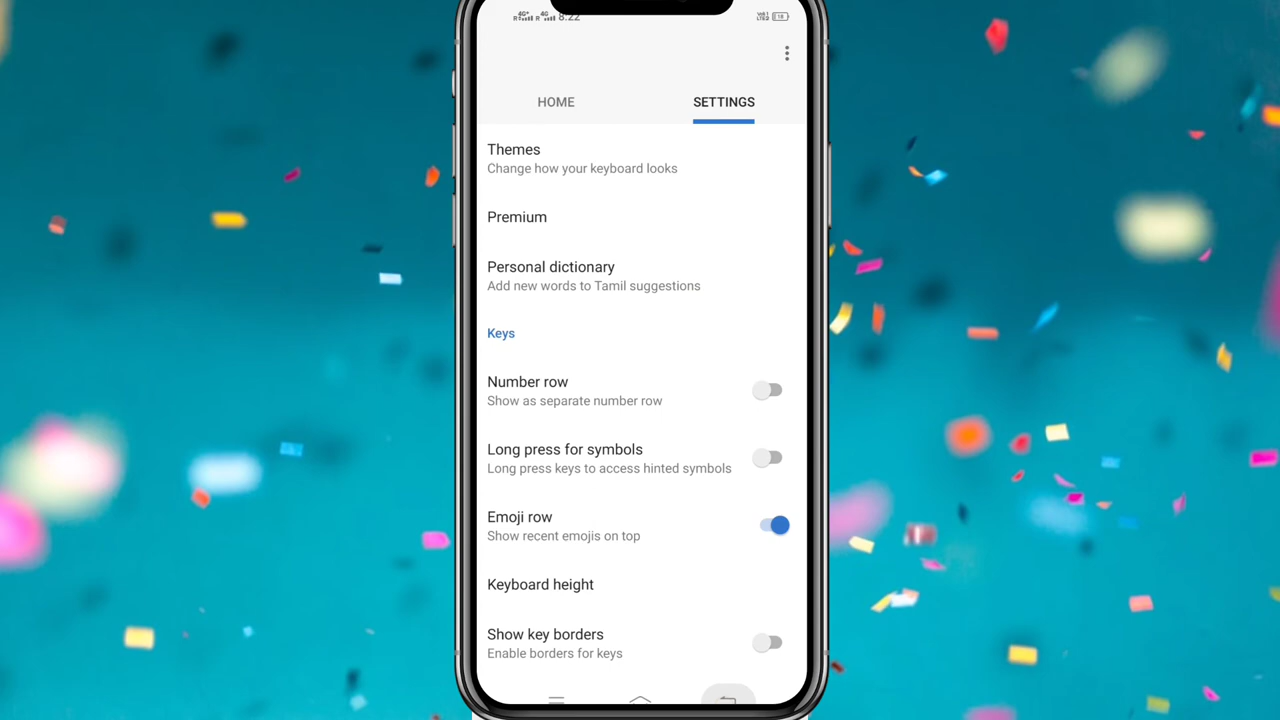 8:22
HOME
SETTINGS
Themes
Change how your keyboard looks
Premium
Personal dictionary
Add new words to Tamil suggestions
Keys
Number row
Show as separate number row
Long press for symbols
Long press keys to access hinted symbols
Emoji row
Show recent emojis on top
Keyboard height
Show key borders
Enable borders for keys